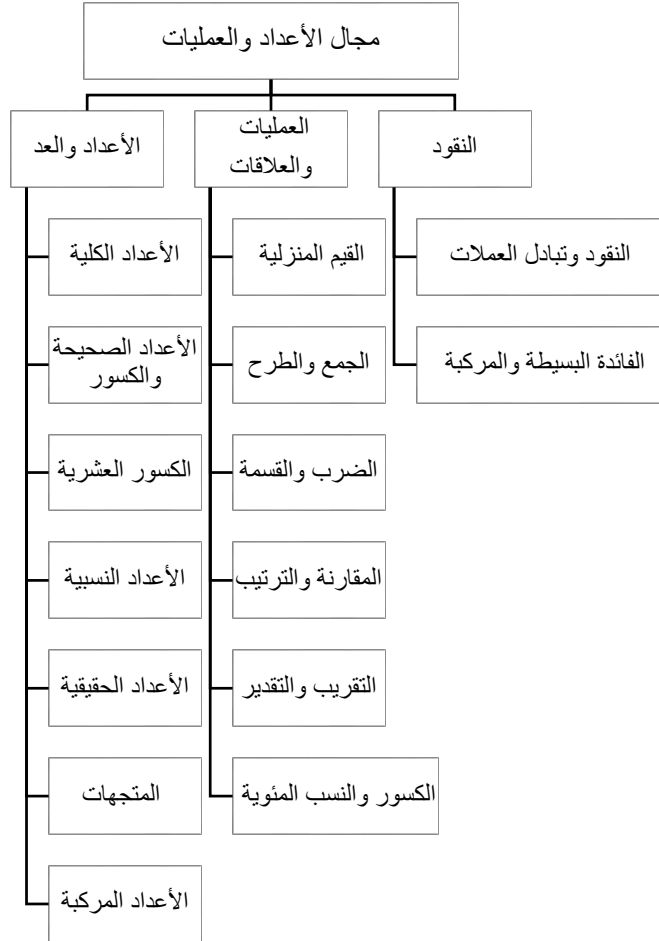 مجال الأعداد والعمليات
النقود
النقود وتبادل العملات
الفائدة البسيطة والمركبة
العمليات
والعلاقات
القيم المنزلية
الجمع والطرح
الضرب والقسمة
المقارنة والترتيب
التقريب والتقدير
الكسور والنسب المئوية
الأعداد والعد
الأعداد الكلية
الأعداد الصحيحة
والكسور
الكسور العشرية
الأعداد النسبية
الأعداد الحقيقية
المتجهات
الأعداد المركبة